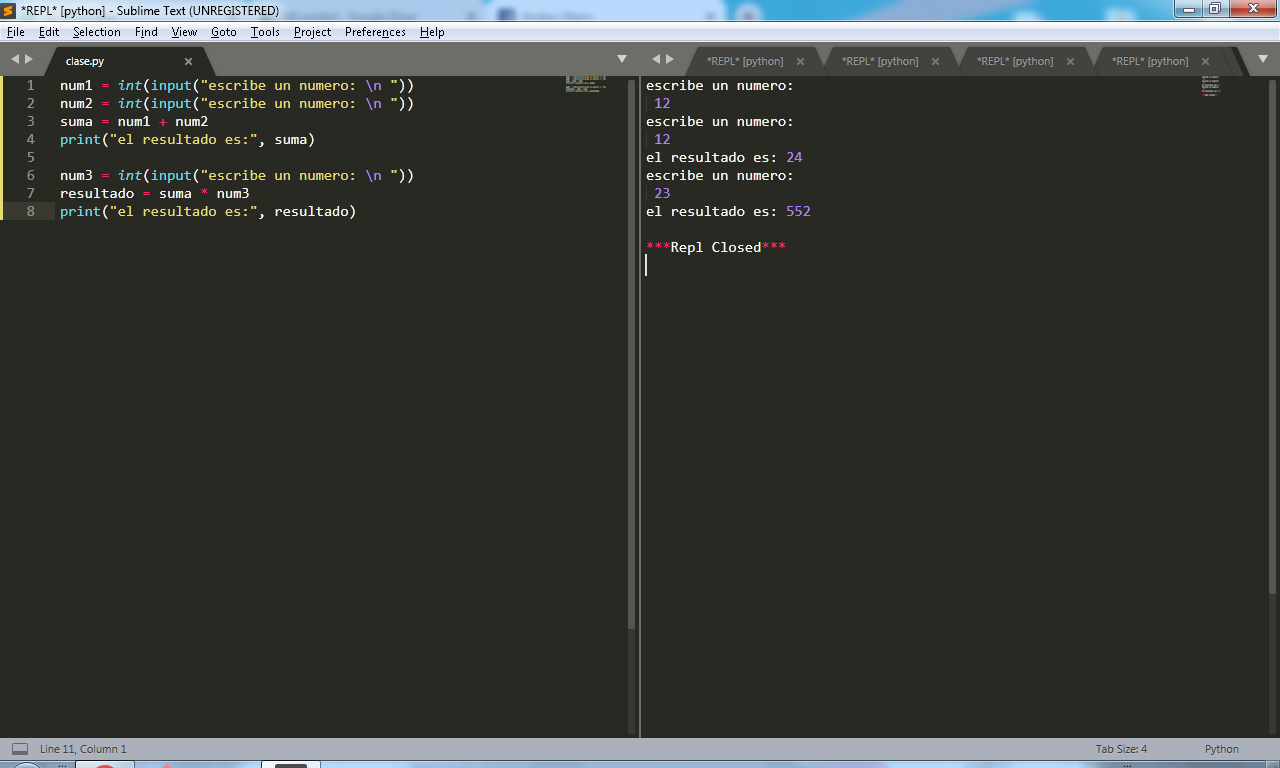 *REPL* [python] - Sublime Text (UNREGISTERED)
File Edit Selection Find View Goto Tools Project Preferences Help
clase.py
*REPL* [python] *REPL* [python] *REPL* [python] *REPL* [python]
1 num1 = int(input("escribe un numero: \n "))
2 num2 = int(input("escribe un numero: \n "))
3 suma = num1 + num2
4 print("el resultado es:", suma)
5
6 num3 = int(input("escribe un numero: \n "))
7 resultado = suma * num3
8 print("el resultado es:", resultado)
escribe un numero:
12
escribe un numero:
12
el resultado es: 24
escribe un numero:
23
el resultado es: 552
***Repl Closed***
Line 11, Column 1
Tab Size: 4
Python